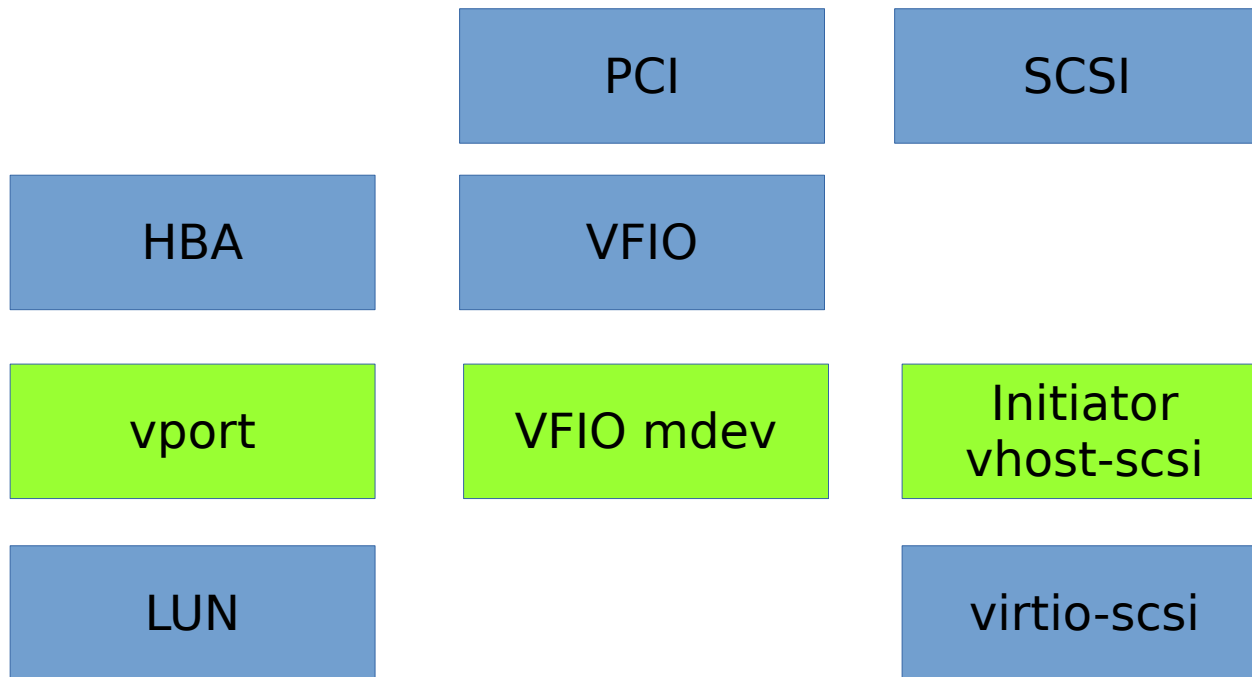 PCI
SCSI
HBA
VFIO
vport
VFIO mdev
Initiator
vhost-scsi
LUN
virtio-scsi